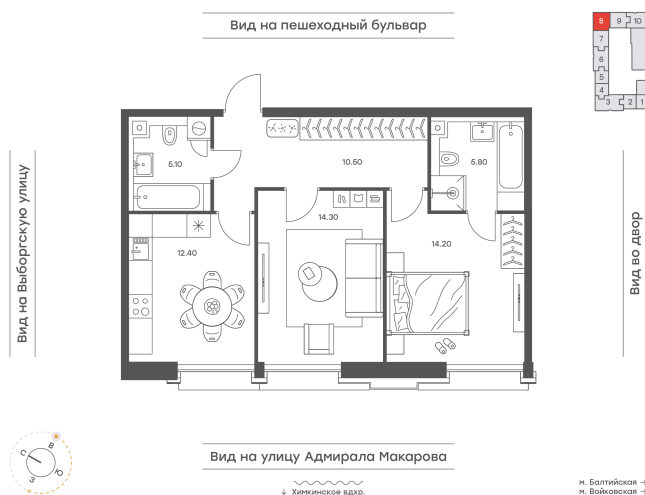 Вид на пешеходный бульвар
8 9 10
7
6
5
4
3 2 1
5.10
10.50
5.80
14.30
12.40
14.20
Вид на Выборгскую улицу
Вид во двор
Вид на улицу Адмирала Макарова
С В
З Ю
↓ Химкинское вдхр.
м. Балтийская →
м. Войковская →